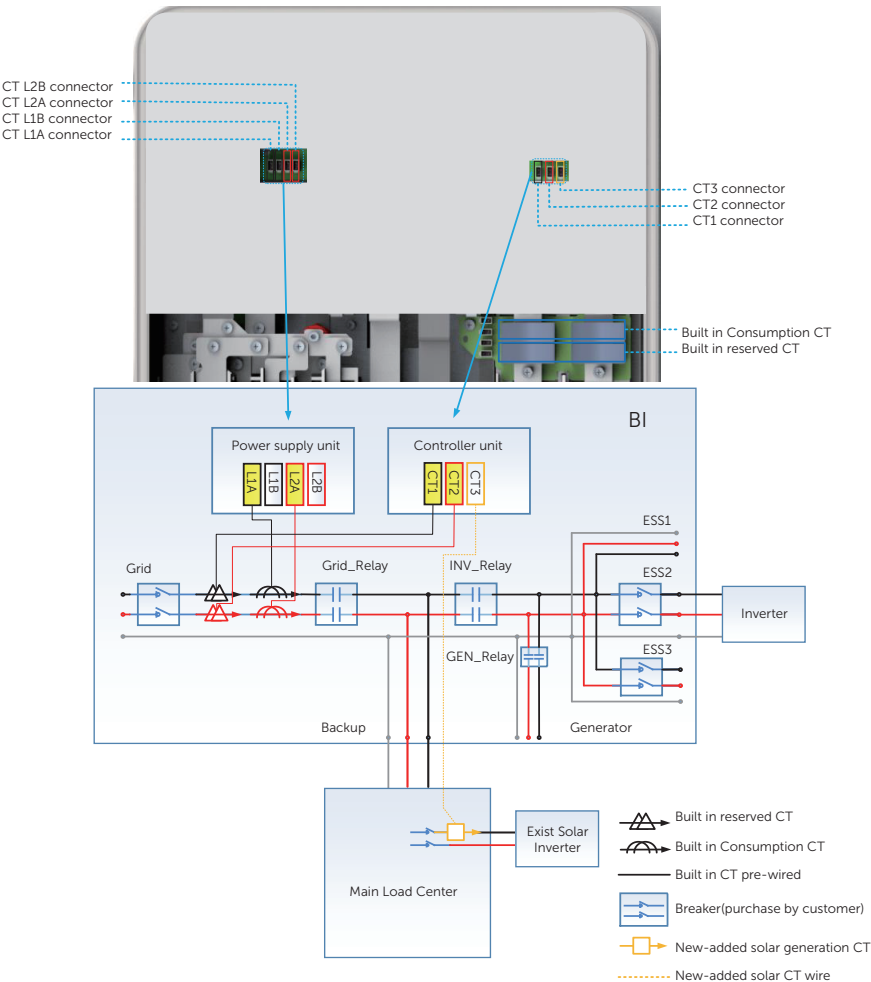 CT L2B connector
CT L2A connector
CT L1B connector
CT L1A connector
CT3 connector
CT2 connector
CT1 connector
Built in Consumption CT
Built in reserved CT
BI
Power supply unit
L1A
L1B
L2A
L2B
Controller unit
CT1
CT2
CT3
ESS1
Grid
Grid_Relay
INV_Relay
ESS2
Inverter
GEN_Relay
ESS3
Backup
Generator
Exist Solar
Inverter
Main Load Center
Built in reserved CT
Built in Consumption CT
Built in CT pre-wired
Breaker(purchase by customer)
New-added solar generation CT
New-added solar CT wire